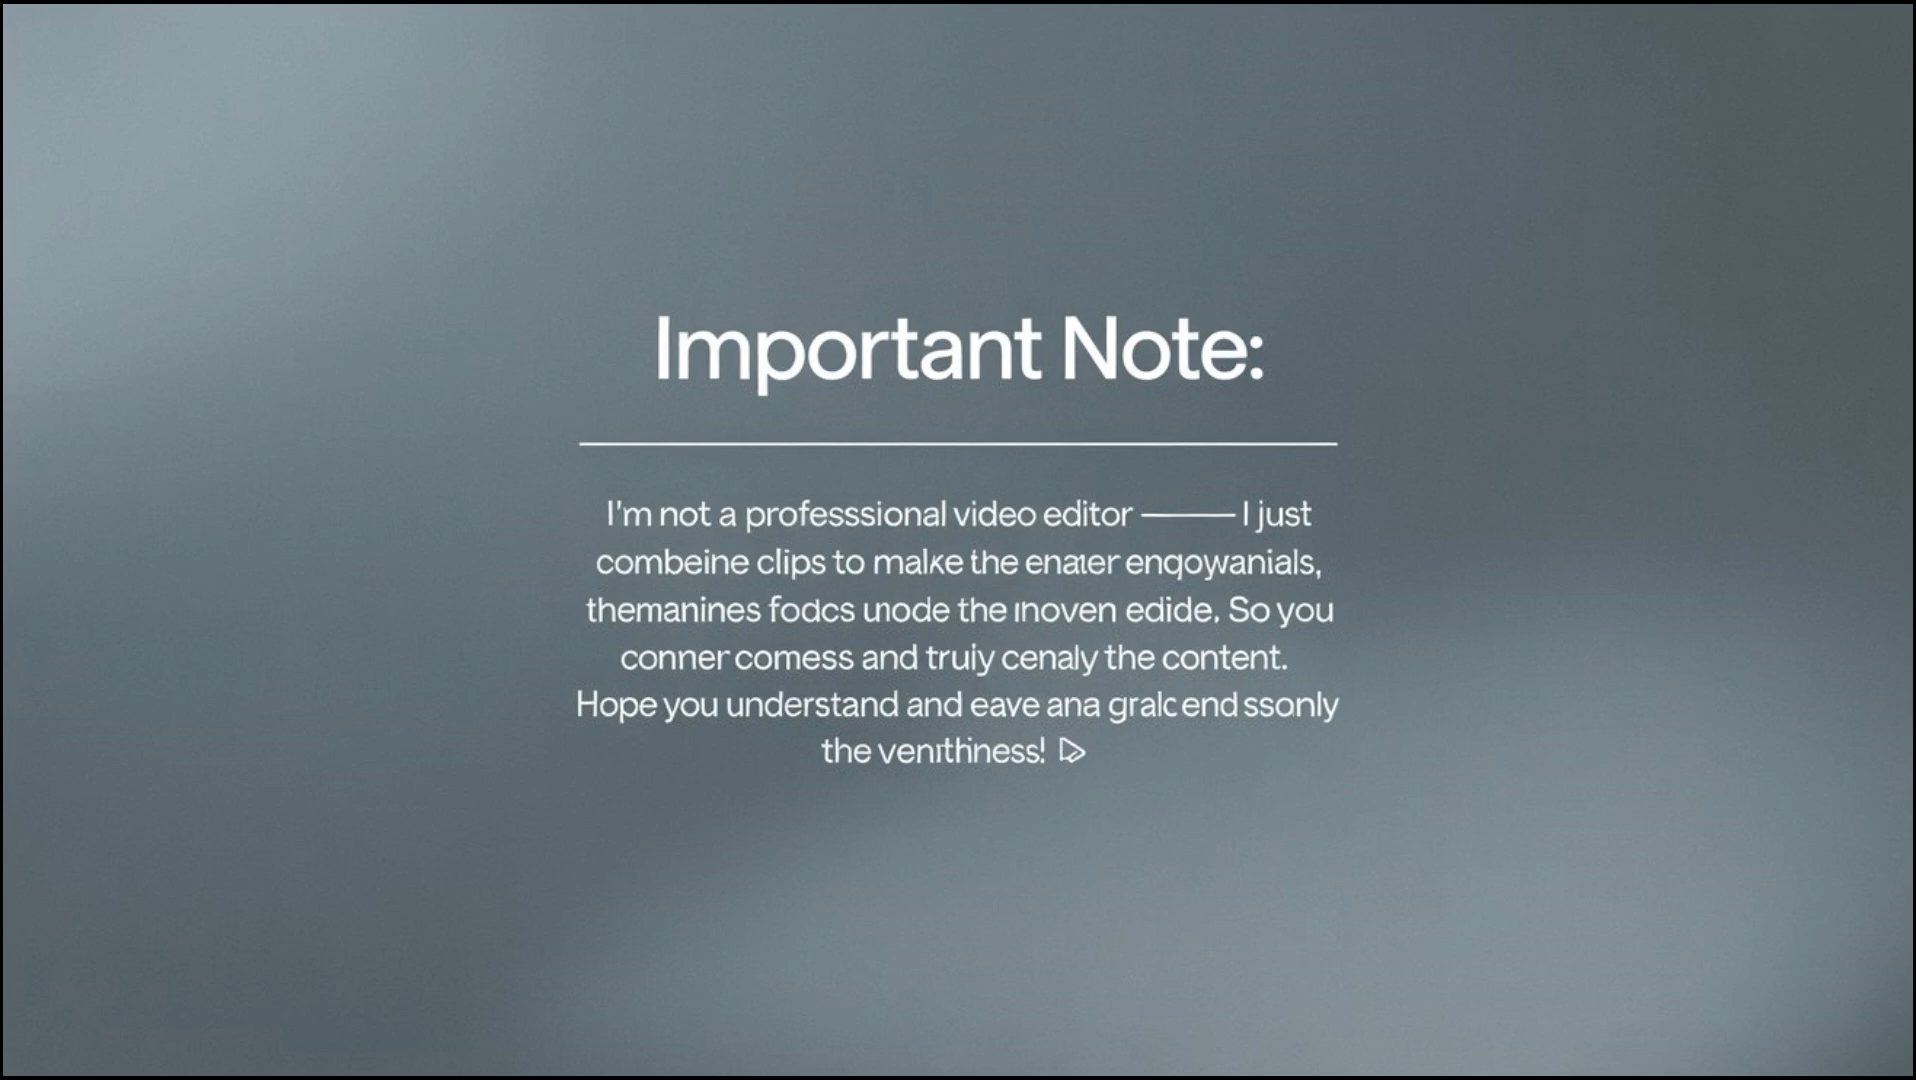 Important Note:
I'm not a professsional video editor —— I just
combeine clips to malke the enater enqowanials,
themanines fodcs unode the inoven edide. So you
conner comess and truiy cenaly the content.
Hope you understand and eave ana gralc end ssonly
the venithiness!